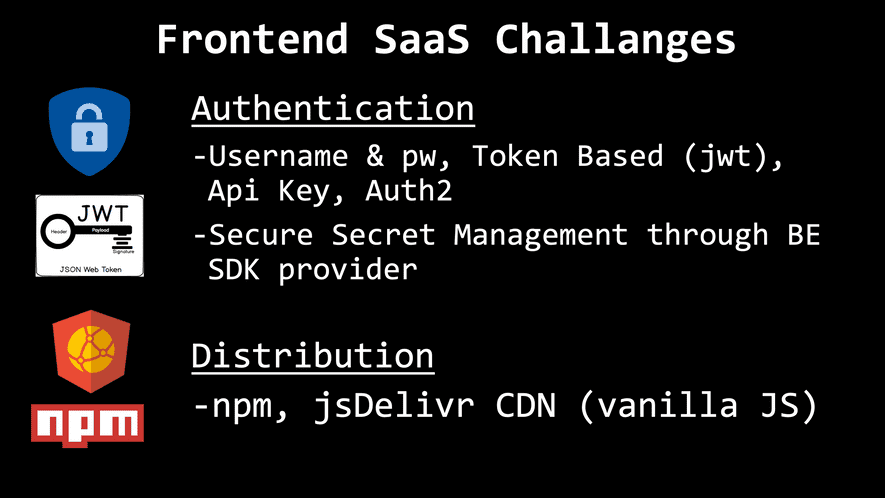 Frontend SaaS Challanges
Authentication
-Username & pw, Token Based (jwt),
Api Key, Auth2
-Secure Secret Management through BE
SDK provider
JWT
Header
Payload
Signature
JSON Web Token
Distribution
-npm, jsDelivr CDN (vanilla JS)
npm